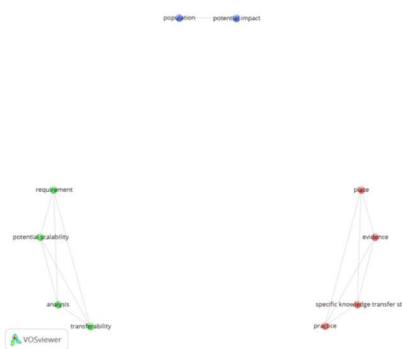 population
potential impact
requirement
place
potential scalability
evidence
analysis
specific knowledge transfer st
transferability
practice
VOSviewer